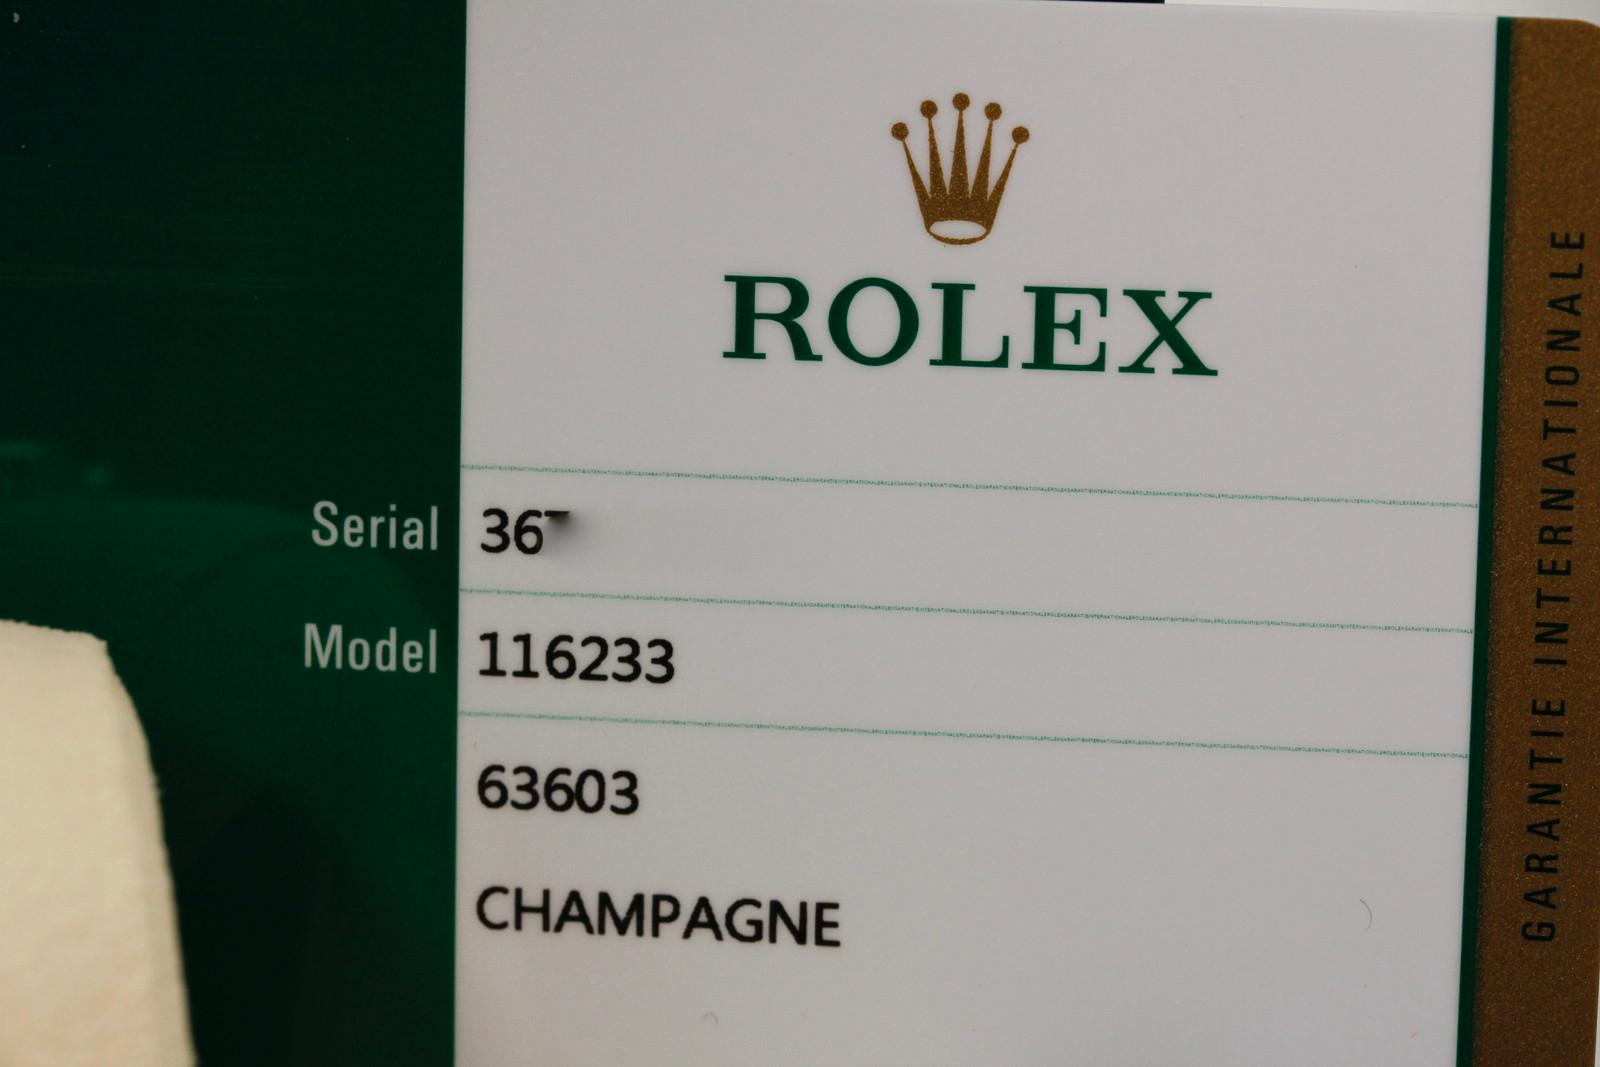 ROLEX
Serial 36
Model 116233
63603
CHAMPAGNE
GARANTIE INTERNATIONALE